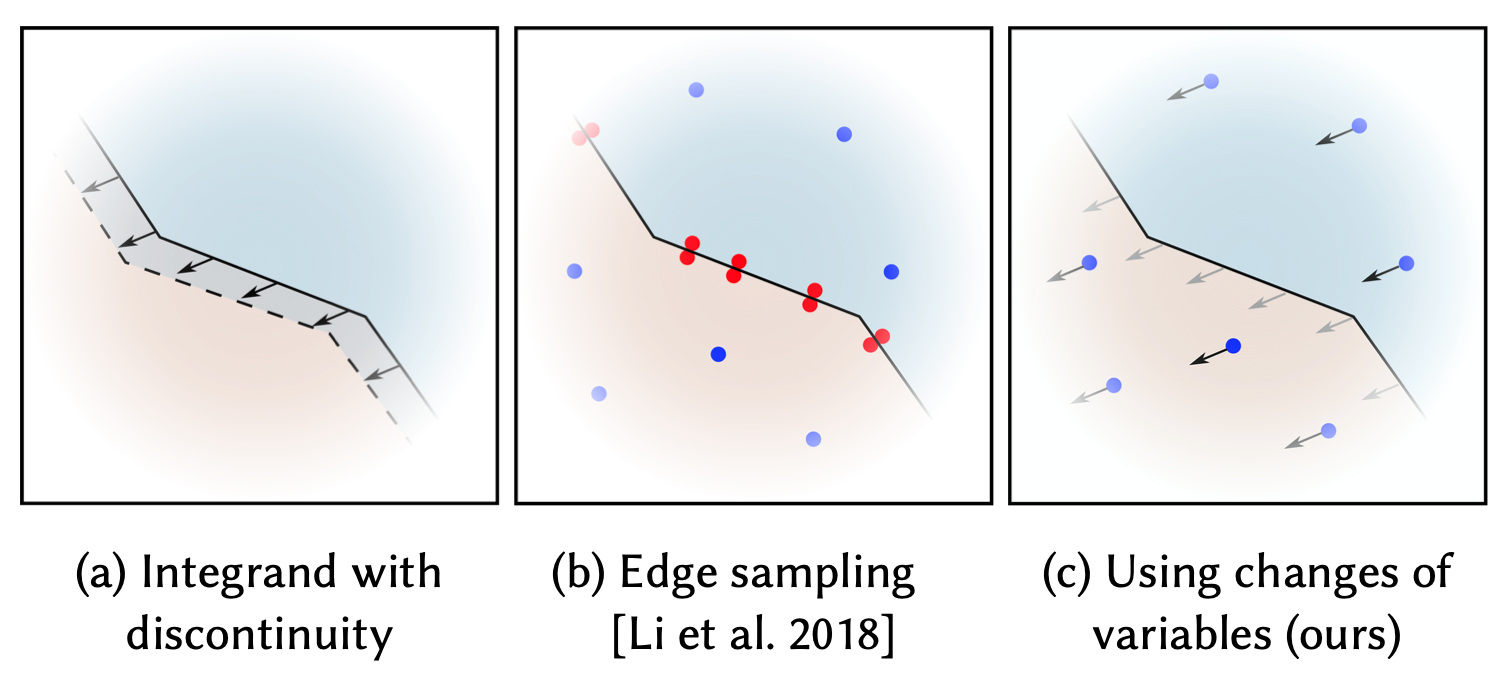 (a) Integrand with
discontinuity
(b) Edge sampling
[Li et al. 2018]
(c) Using changes of
variables (ours)